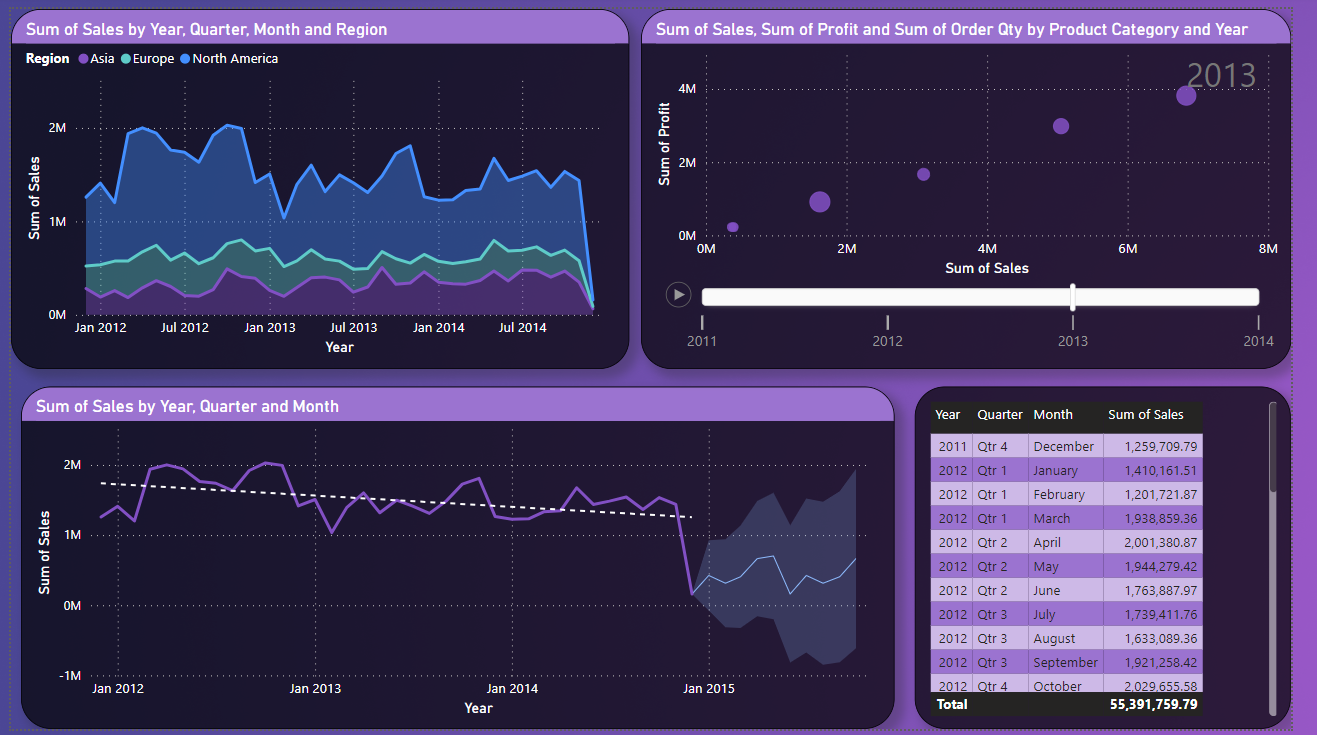 Sum of Sales by Year, Quarter, Month and Region
Region Asia Europe North America
Sum of Sales
2M
1M
0M
Jan 2012 Jul 2012 Jan 2013 Jul 2013 Jan 2014 Jul 2014
Year
Sum of Sales, Sum of Profit and Sum of Order Qty by Product Category and Year
2013
Sum of Profit
4M
2M
0M
0M 2M 4M 6M 8M
Sum of Sales
2011 2012 2013 2014
Sum of Sales by Year, Quarter and Month
Sum of Sales
2M
1M
0M
-1M
Jan 2012 Jan 2013 Jan 2014 Jan 2015
Year
Year Quarter Month Sum of Sales
2011 Qtr 4 December 1,259,709.79
2012 Qtr 1 January 1,410,161.51
2012 Qtr 1 February 1,201,721.87
2012 Qtr 1 March 1,938,859.36
2012 Qtr 2 April 2,001,380.87
2012 Qtr 2 May 1,944,279.42
2012 Qtr 2 June 1,763,887.97
2012 Qtr 3 July 1,739,411.76
2012 Qtr 3 August 1,633,089.36
2012 Qtr 3 September 1,921,258.42
2012 Qtr 4 October 2,029,655.58
Total 55,391,759.79